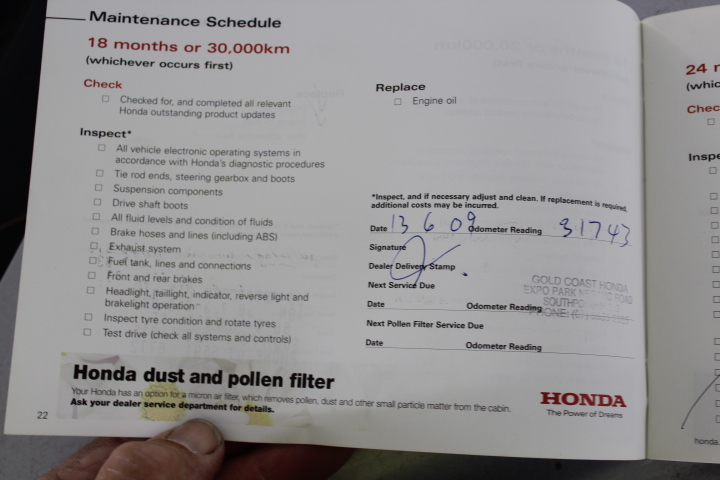 Maintenance Schedule
18 months or 30,000km
(whichever occurs first)
Check
Checked for, and completed all relevant
Honda outstanding product updates
Inspect*
All vehicle electronic operating systems in
accordance with Honda's diagnostic procedures
Tie rod ends, steering gearbox and boots
Suspension components
Drive shaft boots
All fluid levels and condition of fluids
Brake hoses and lines (including ABS)
Exhaust system
Fuel tank, lines and connections
Front and rear brakes
Headlight, taillight, indicator, reverse light and
brakelight operation
Inspect tyre condition and rotate tyres
Test drive (check all systems and controls)
Replace
Engine oil
*Inspect, and if necessary adjust and clean. If replacement is required,
additional costs may be incurred.
Date 13 6 09 Odometer Reading 31743
Signature
Dealer Delivery Stamp
Next Service Due
GOLD COAST HONDA
EXPO PARK ROAD
SOUTHPO
PHONE:
Date Odometer Reading
Next Pollen Filter Service Due
Date Odometer Reading
Honda dust and pollen filter
Your Honda has an option for a micron air filter, which removes pollen, dust and other small particle matter from the cabin.
Ask your dealer service department for details.
HONDA
The Power of Dreams
22
24 m
(whic
Chec
Inspe
honda